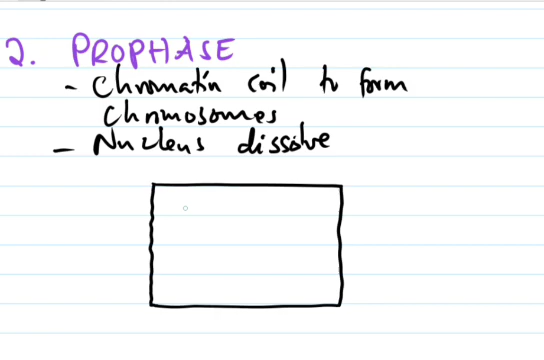 2. PROPHASE
- Chromatin coil to form
chromosomes
- Nucleus dissolve